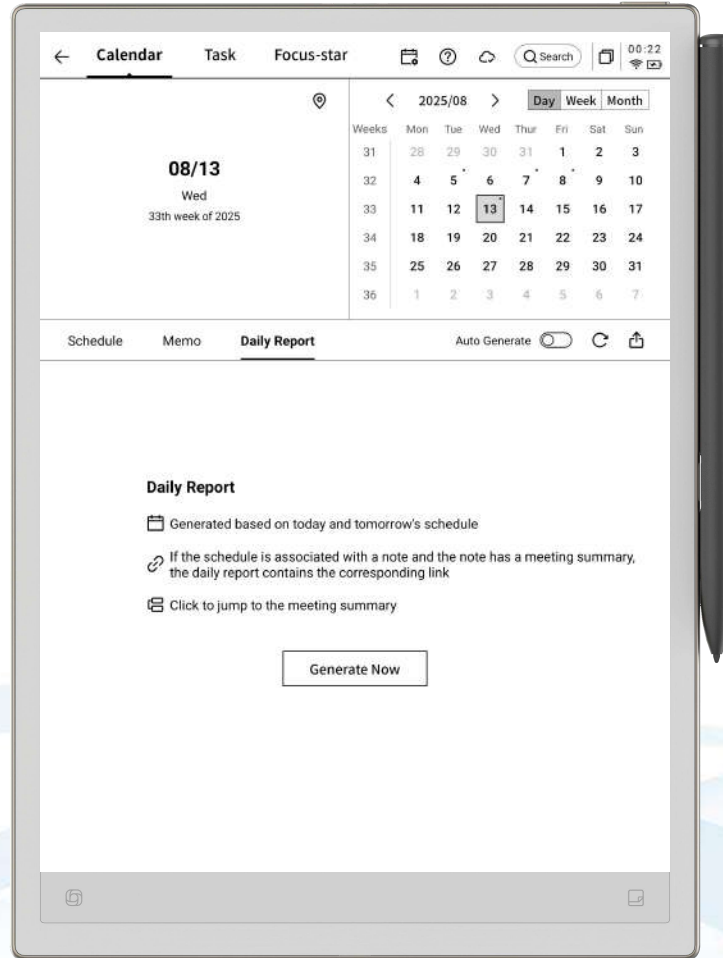 Calendar Task Focus-star Search 00:22
08/13
Wed
33th week of 2025
2025/08 Day Week Month
Weeks Mon Tue Wed Thur Fri Sat Sun
31 28 29 30 31 1 2 3
32 4 5 6 7 8 9 10
33 11 12 13 14 15 16 17
34 18 19 20 21 22 23 24
35 25 26 27 28 29 30 31
36 1 2 3 4 5 6 7
Schedule Memo Daily Report Auto Generate
Daily Report
Generated based on today and tomorrow's schedule
If the schedule is associated with a note and the note has a meeting summary,
the daily report contains the corresponding link
Click to jump to the meeting summary
Generate Now